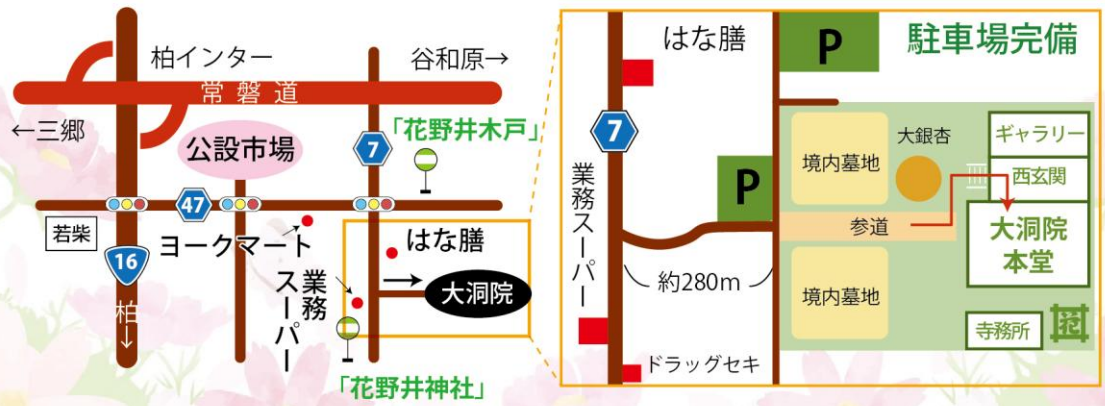 柏インター
谷和原→
常磐道
←三郷
公設市場
「花野井木戸」
7
47
若柴
ヨークマート
はな膳
16
業務
スーパー
大洞院
柏→
「花野井神社」
はな膳
P
駐車場完備
7
業務スーパー
P
境内墓地
大銀杏
ギャラリー
西玄関
参道
大洞院
本堂
約280m
境内墓地
寺務所
ドラッグセキ